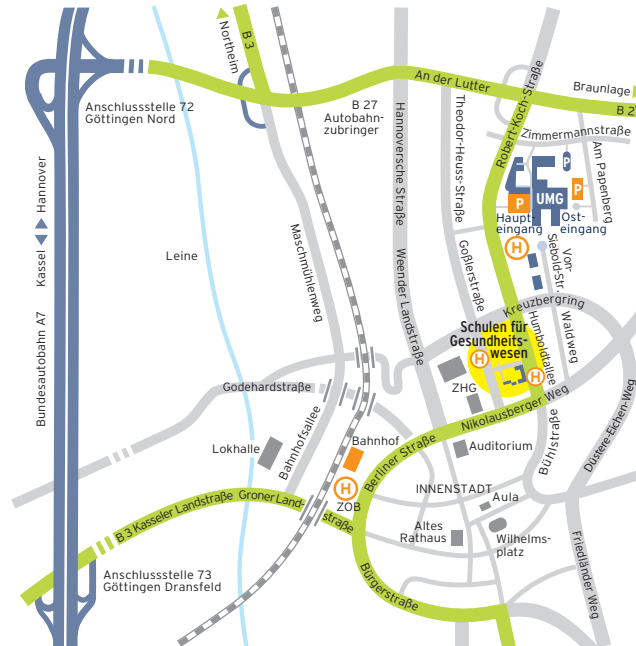 Northeim
B 3
An der Lutter
Braunlage
B 27
Anschlussstelle 72
Göttingen Nord
B 27
Autobahn-
zubringer
Hannoversche Straße
Theodor-Heuss-Straße
Robert-Koch-Straße
Zimmermannstraße
Am Papenberg
P
P
P
UMG
Haupt-
eingang
Ost-
eingang
H
Kassel
Hannover
Bundesautobahn A7
Leine
Maschmühlenweg
Weender Landstraße
Goßlerstraße
Von-
Siebold-Str.
Kreuzbergring
Schulen für
Gesundheits-
wesen
H
H
Humboldtallee
Waldweg
Godehardstraße
ZHG
Nikolausberger Weg
Düstere-Eichen-Weg
Bühlstraße
Lokhalle
Bahnhofsallee
Bahnhof
H
ZOB
Berliner Straße
Auditorium
INNENSTADT
Aula
B 3 Kasseler Landstraße
Groner Land-
straße
Altes
Rathaus
Wilhelms-
platz
Friedländer Weg
Anschlussstelle 73
Göttingen Dransfeld
Bürgerstraße